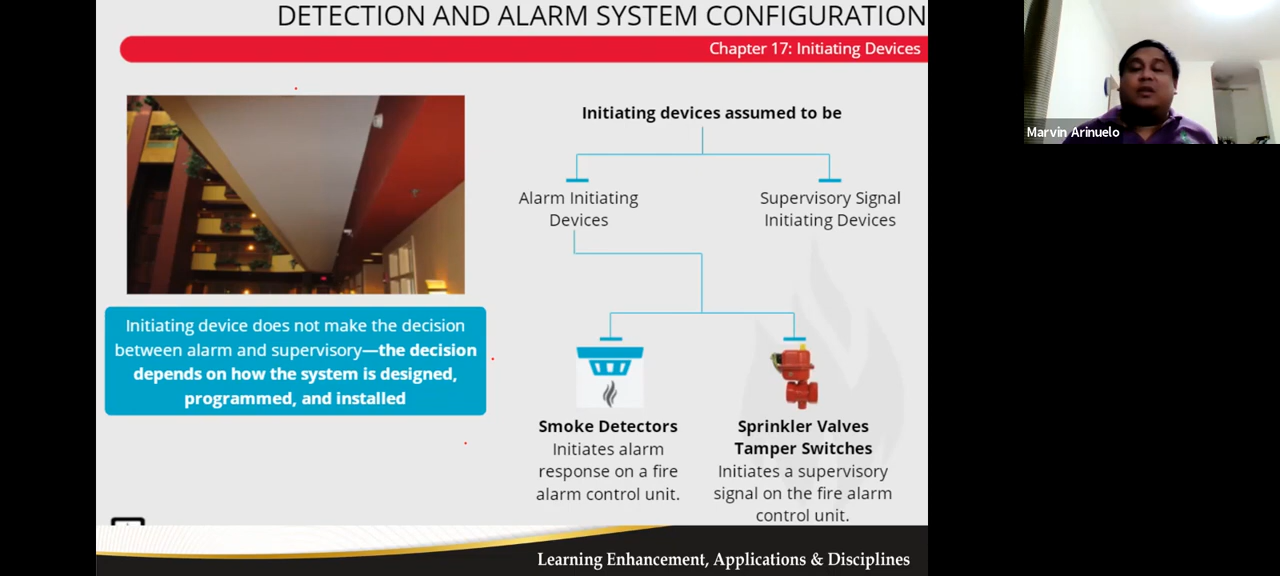 DETECTION AND ALARM SYSTEM CONFIGURATION
Chapter 17: Initiating Devices
Initiating devices assumed to be
Alarm Initiating
Devices
Supervisory Signal
Initiating Devices
Initiating device does not make the decision
between alarm and supervisory—the decision
depends on how the system is designed,
programmed, and installed
Smoke Detectors
Initiates alarm
response on a fire
alarm control unit.
Sprinkler Valves
Tamper Switches
Initiates a supervisory
signal on the fire alarm
control unit.
Learning Enhancement, Applications & Disciplines
Marvin Arinuelo